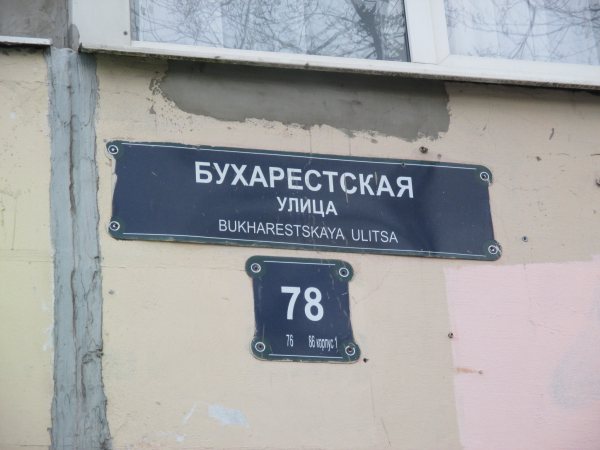 БУХАРЕСТСКАЯ
УЛИЦА
BUKHARESTSKAYA ULITSA
78
76 86 корпус 1